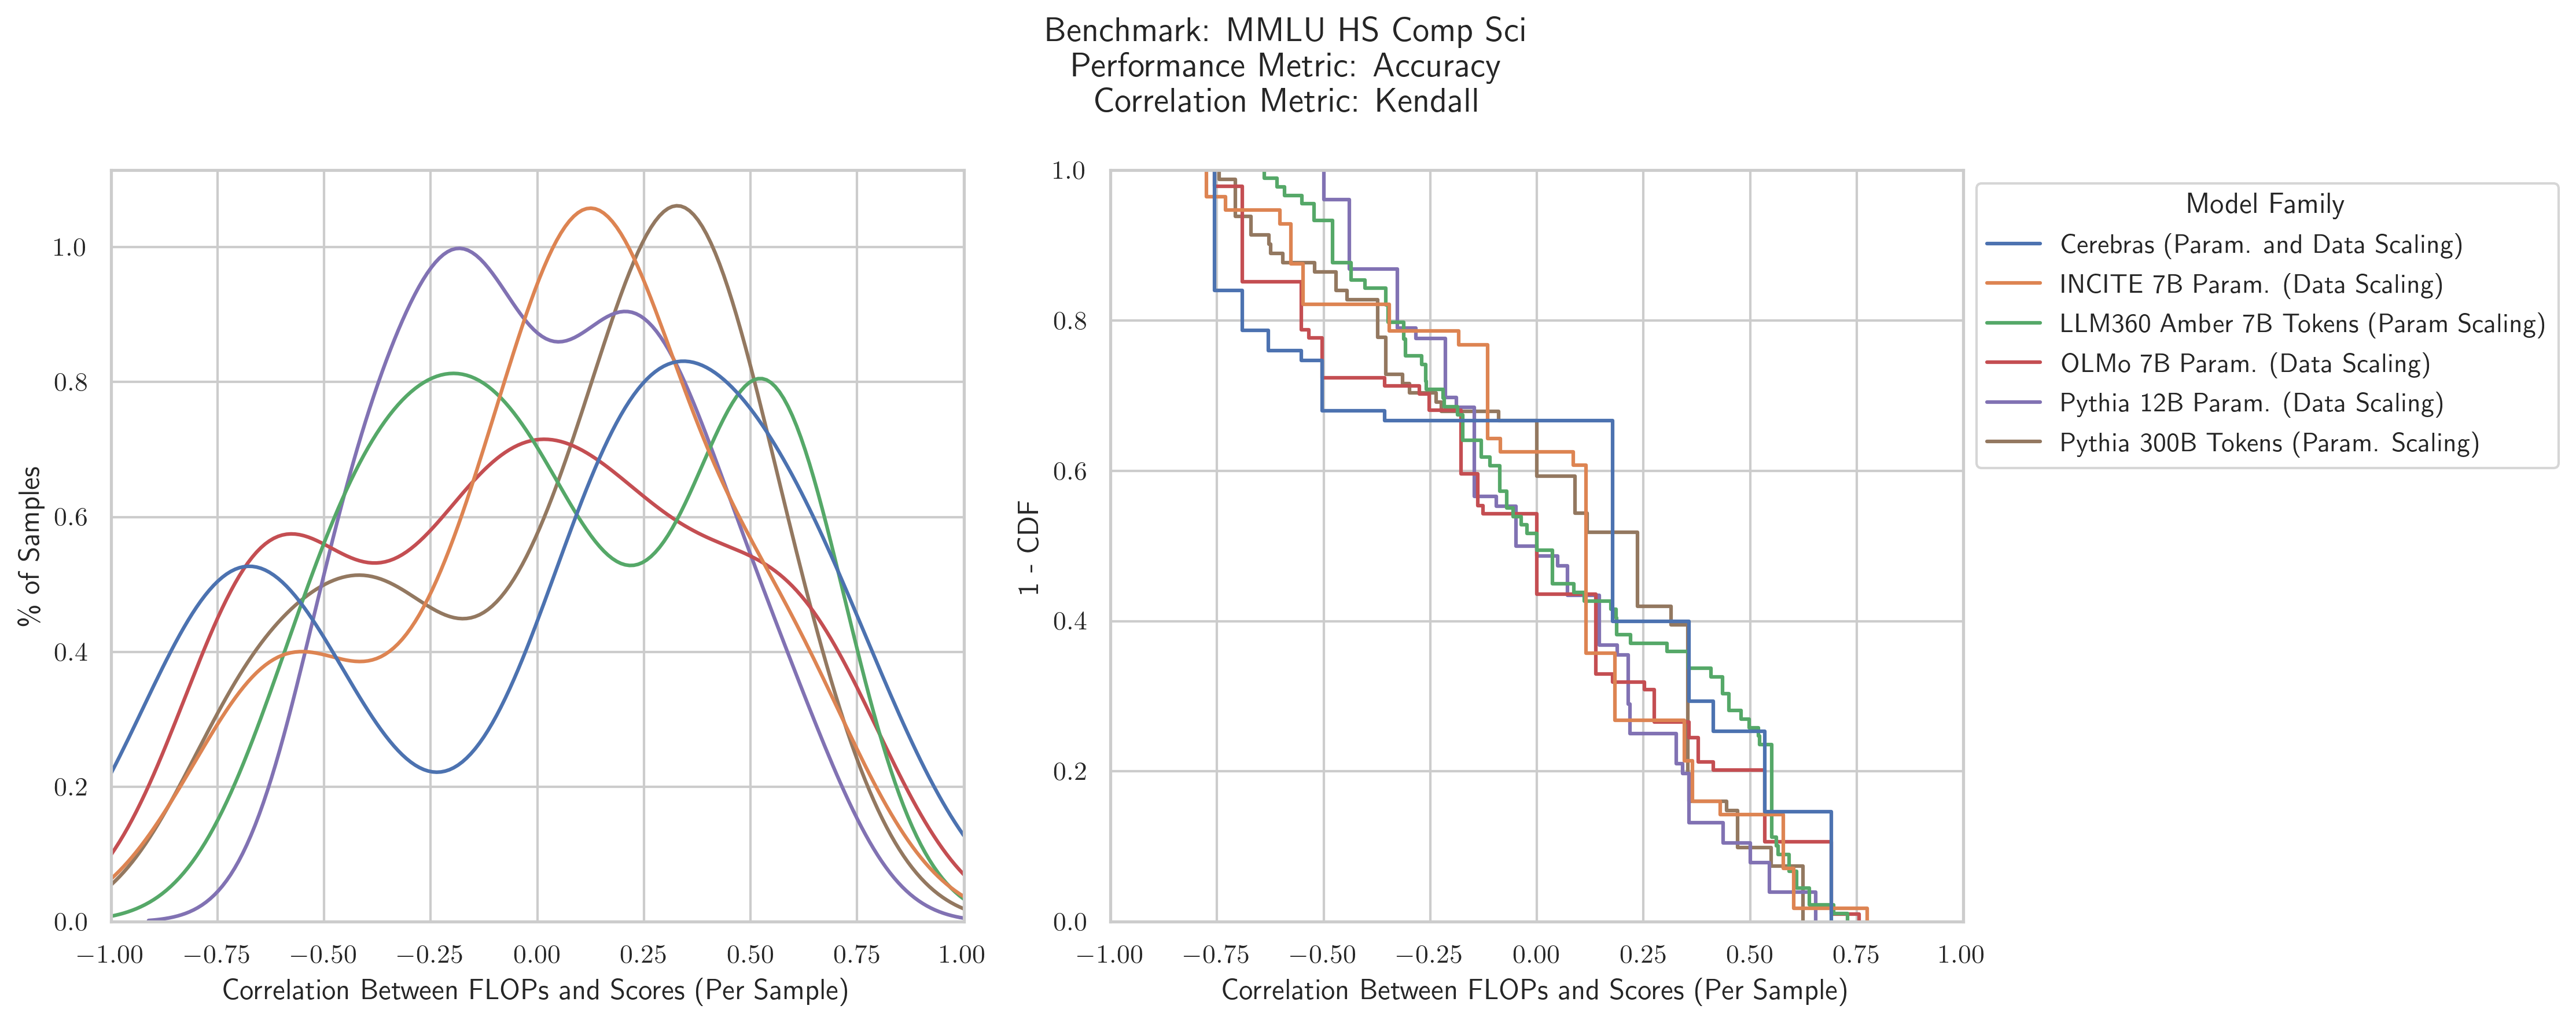 Benchmark: MMLU HS Comp Sci
Performance Metric: Accuracy
Correlation Metric: Kendall
% of Samples
1.0
0.8
0.6
0.4
0.2
0.0
−1.00 −0.75 −0.50 −0.25 0.00 0.25 0.50 0.75 1.00
Correlation Between FLOPs and Scores (Per Sample)
1 - CDF
1.0
0.8
0.6
0.4
0.2
0.0
−1.00 −0.75 −0.50 −0.25 0.00 0.25 0.50 0.75 1.00
Correlation Between FLOPs and Scores (Per Sample)
Model Family
Cerebras (Param. and Data Scaling)
INCITE 7B Param. (Data Scaling)
LLM360 Amber 7B Tokens (Param Scaling)
OLMo 7B Param. (Data Scaling)
Pythia 12B Param. (Data Scaling)
Pythia 300B Tokens (Param. Scaling)